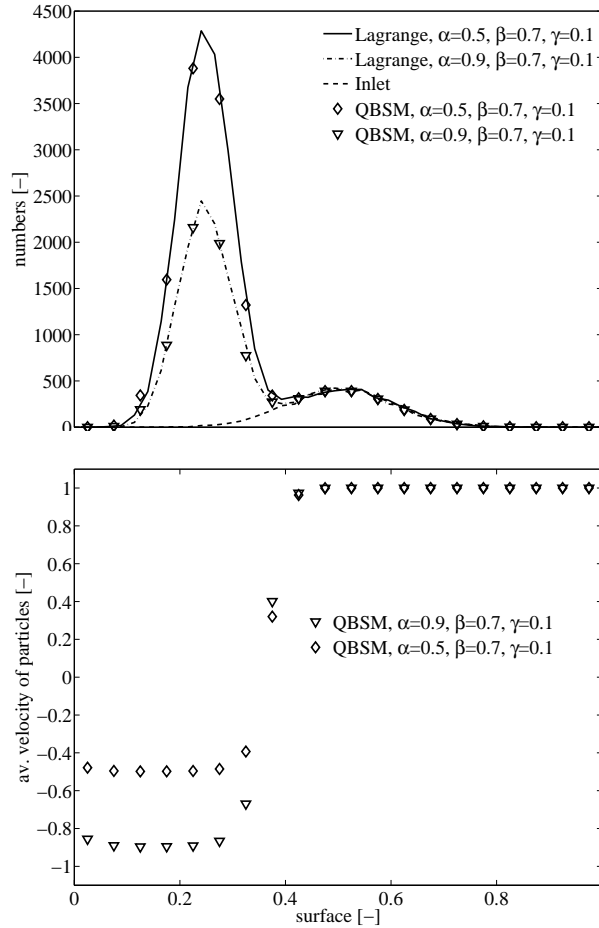 4500
4000
3500
3000
2500
2000
1500
1000
500
0
numbers [−]
Lagrange, α=0.5, β=0.7, γ=0.1
Lagrange, α=0.9, β=0.7, γ=0.1
Inlet
QBSM, α=0.5, β=0.7, γ=0.1
QBSM, α=0.9, β=0.7, γ=0.1
1
0.8
0.6
0.4
0.2
0
−0.2
−0.4
−0.6
−0.8
−1
av. velocity of particles [−]
QBSM, α=0.9, β=0.7, γ=0.1
QBSM, α=0.5, β=0.7, γ=0.1
0 0.2 0.4 0.6 0.8
surface [−]